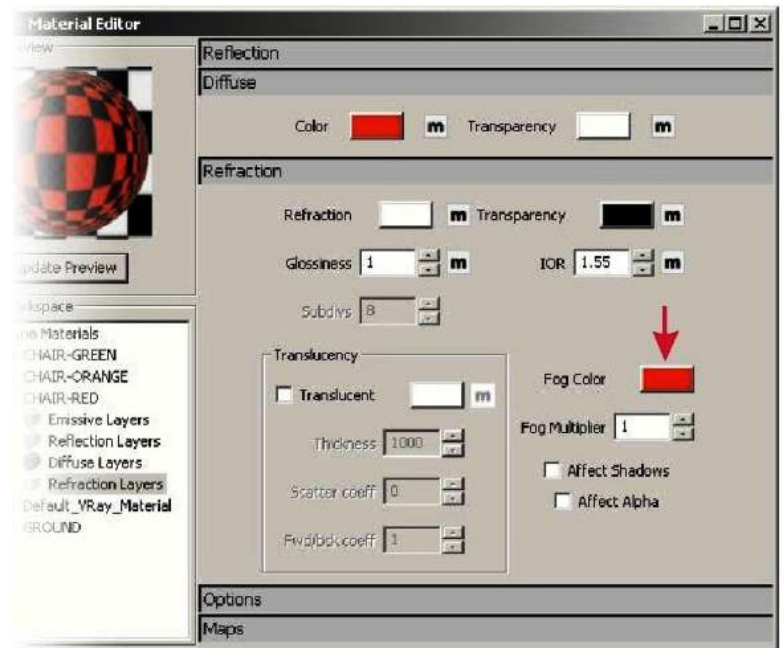 Material Editor
Reflection
Diffuse
Color m Transparency m
Refraction
Refraction m Transparency m
Glossiness 1 m IOR 1.55 m
Subdivs 8
Translucency
Translucent m
Thickness 1000
Scatter coeff 0
Fwd/bck coeff 1
Fog Color
Fog Multiplier 1
Affect Shadows
Affect Alpha
Options
Maps
Preview
Materials
CHAIR-GREEN
CHAIR-ORANGE
CHAIR-RED
Emissive Layers
Reflection Layers
Diffuse Layers
Refraction Layers
Default_VRay_Material
GROUND